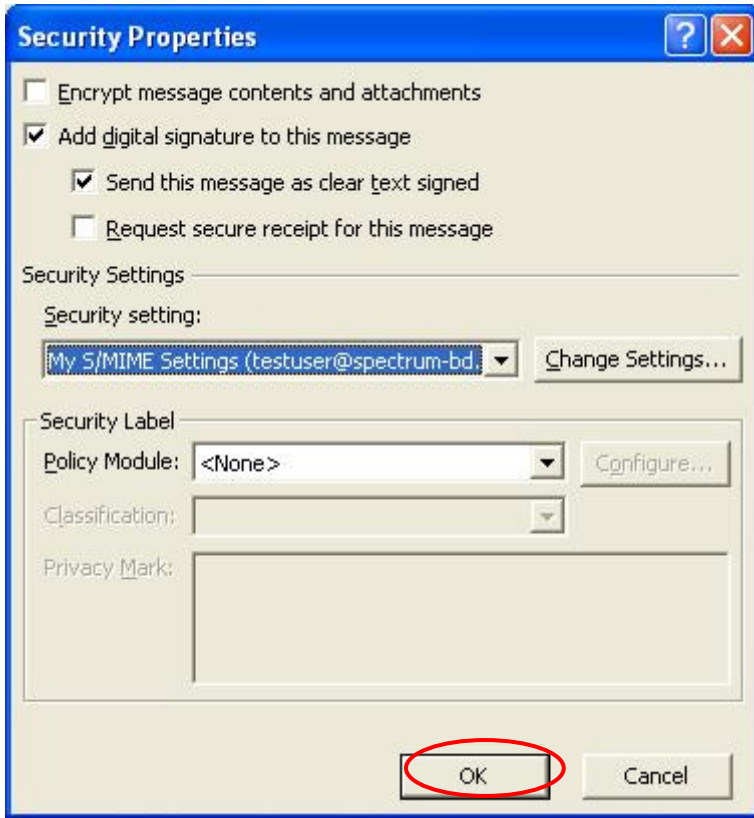 Security Properties
Encrypt message contents and attachments
Add digital signature to this message
Send this message as clear text signed
Request secure receipt for this message
Security Settings
Security setting:
My S/MIME Settings (testuser@spectrum-bd.
Change Settings...
Security Label
Policy Module: <None>
Configure...
Classification:
Privacy Mark:
OK Cancel